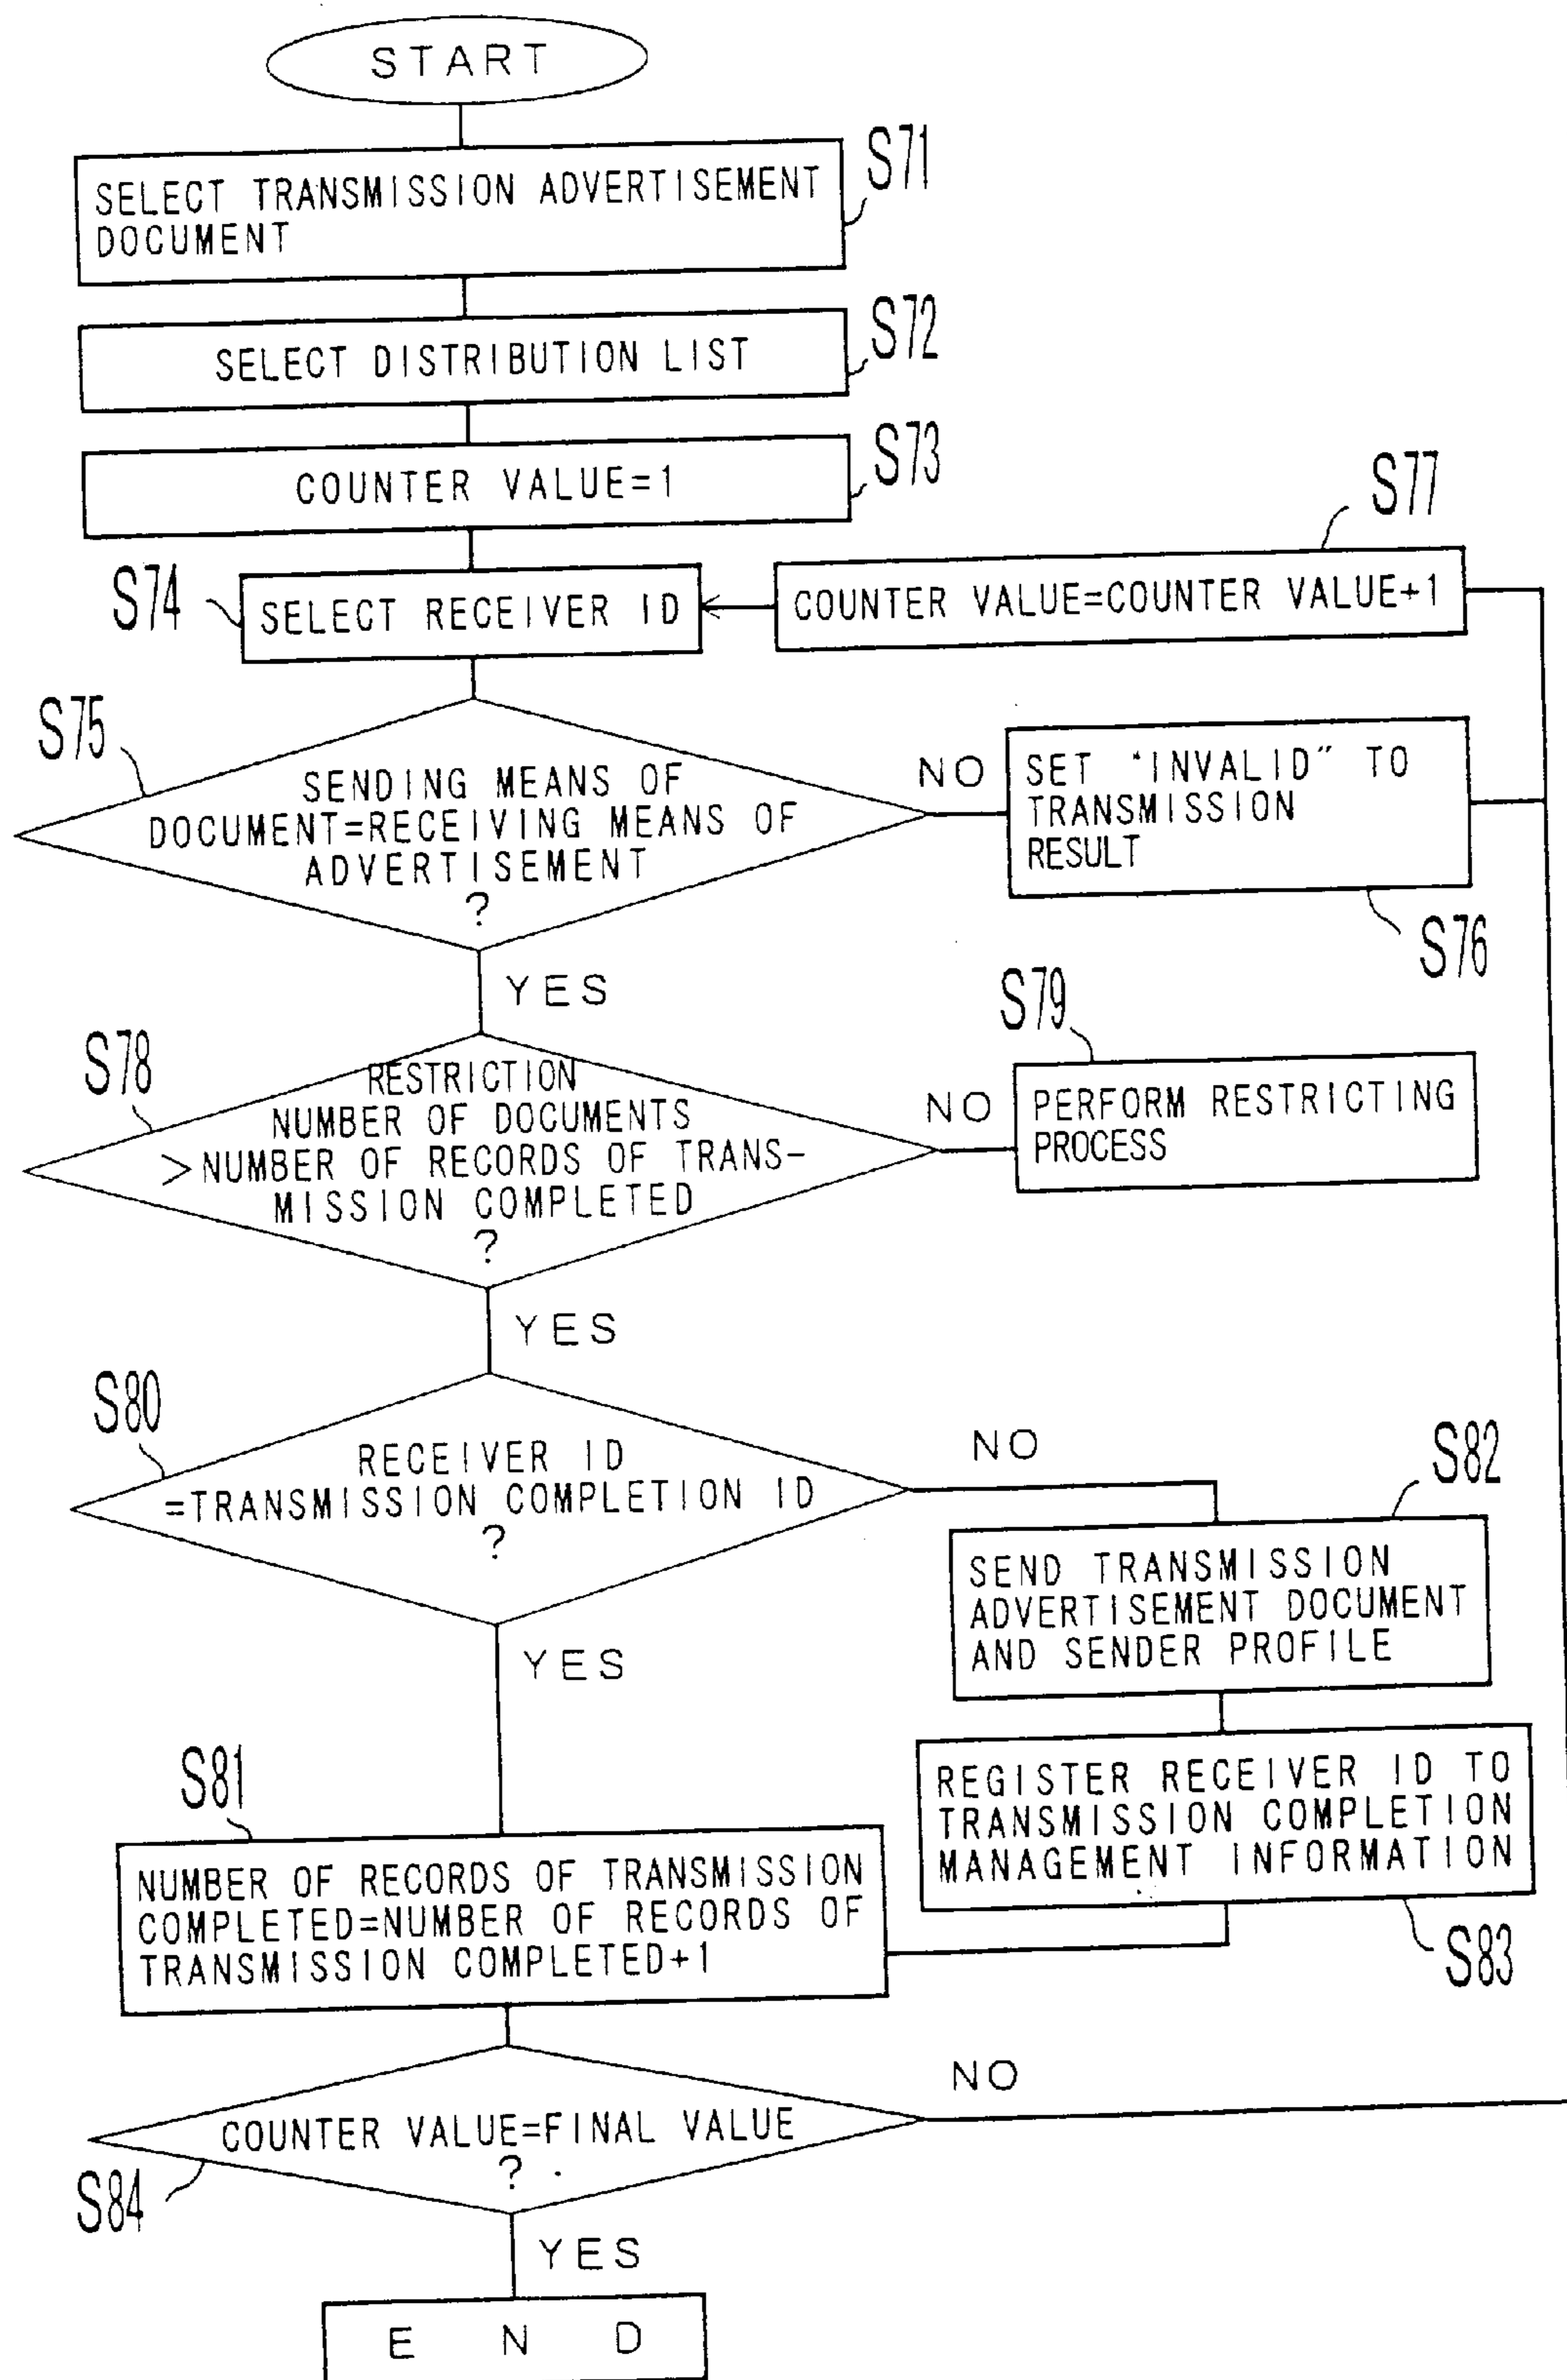 START
S71
SELECT TRANSMISSION ADVERTISEMENT
DOCUMENT
S72
SELECT DISTRIBUTION LIST
S73
COUNTER VALUE=1
S77
S74
SELECT RECEIVER ID
COUNTER VALUE=COUNTER VALUE+1
S75
SENDING MEANS OF
DOCUMENT=RECEIVING MEANS OF
ADVERTISEMENT
?
NO
SET "INVALID" TO
TRANSMISSION
RESULT
S76
YES
S79
S78
RESTRICTION
NUMBER OF DOCUMENTS
>NUMBER OF RECORDS OF TRANS-
MISSION COMPLETED
?
NO
PERFORM RESTRICTING
PROCESS
YES
S80
RECEIVER ID
=TRANSMISSION COMPLETION ID
?
NO
S82
SEND TRANSMISSION
ADVERTISEMENT DOCUMENT
AND SENDER PROFILE
YES
REGISTER RECEIVER ID TO
TRANSMISSION COMPLETION
MANAGEMENT INFORMATION
S83
S81
NUMBER OF RECORDS OF TRANSMISSION
COMPLETED=NUMBER OF RECORDS OF
TRANSMISSION COMPLETED+1
COUNTER VALUE=FINAL VALUE
?
NO
S84
YES
END